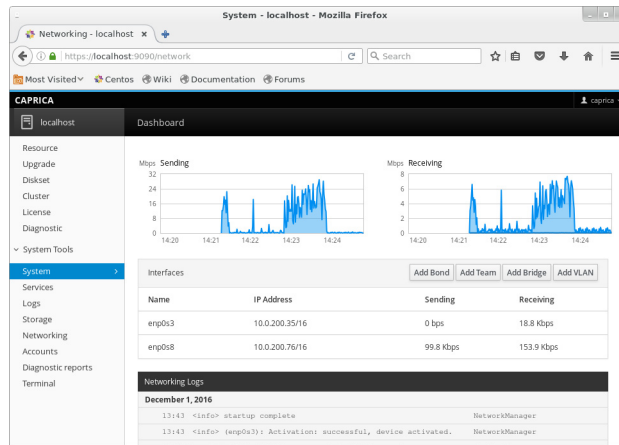 System - localhost - Mozilla Firefox
Networking - localhost
https://localhost:9090/network
Search
Most Visited Centos Wiki Documentation Forums
CAPRICA caprica
localhost Dashboard
Resource
Upgrade
Diskset
Cluster
License
Diagnostic
System Tools
System
Services
Logs
Storage
Networking
Accounts
Diagnostic reports
Terminal
Mbps Sending
32
24
16
8
0
14:20 14:21 14:22 14:23 14:24
Mbps Receiving
8
6
4
2
0
14:20 14:21 14:22 14:23 14:24
Interfaces Add Bond Add Team Add Bridge Add VLAN
Name IP Address Sending Receiving
enp0s3 10.0.200.35/16 0 bps 18.8 Kbps
enp0s8 10.0.200.76/16 99.8 Kbps 153.9 Kbps
Networking Logs
December 1, 2016
13:43 <info> startup complete NetworkManager
13:43 <info> (enp0s3): Activation: successful, device activated. NetworkManager